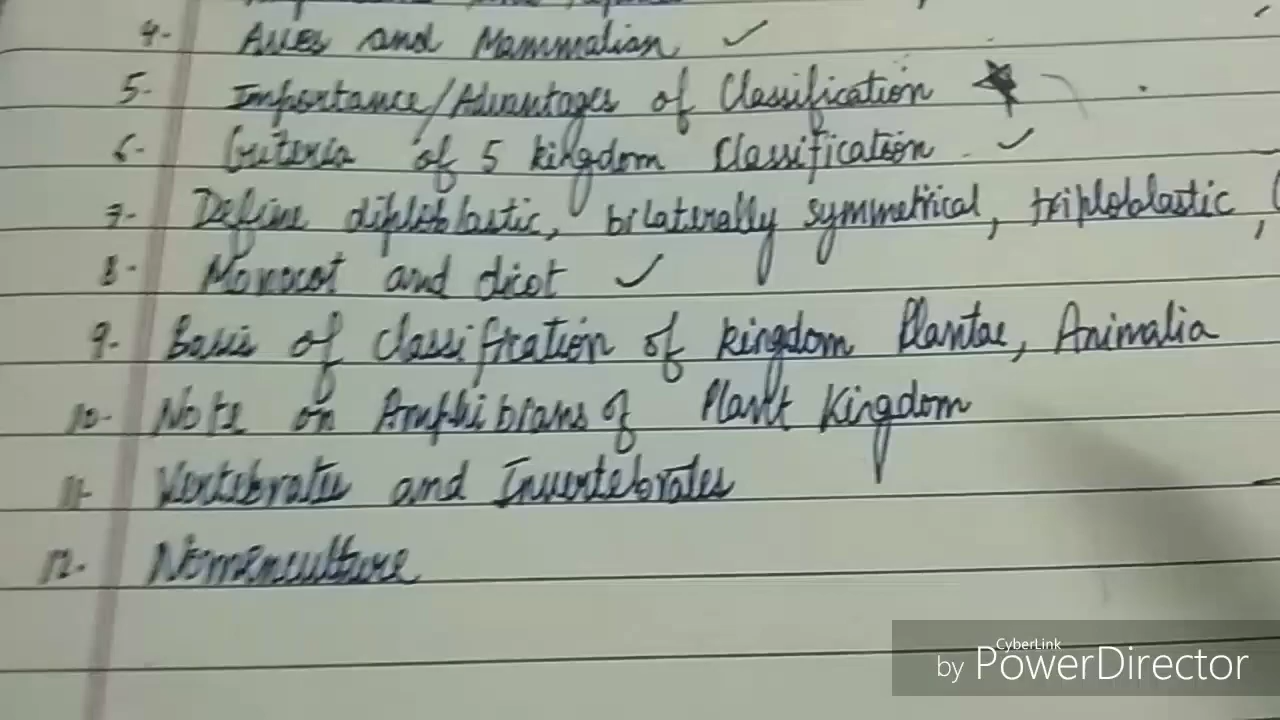 4- Aves and Mammalian ✓
5- Importance/Advantages of Classification ★
6- Criteria of 5 kingdom Classification ✓
7- Define diploblastic, bilaterally symmetrical, triploblastic,
8- Monocot and dicot ✓
9- Basis of classification of kingdom Plantae, Animalia
10- Note on Amphibians of Plant Kingdom
11- Vertebrates and Invertebrates
12- Nomenculture
CyberLink
by PowerDirector